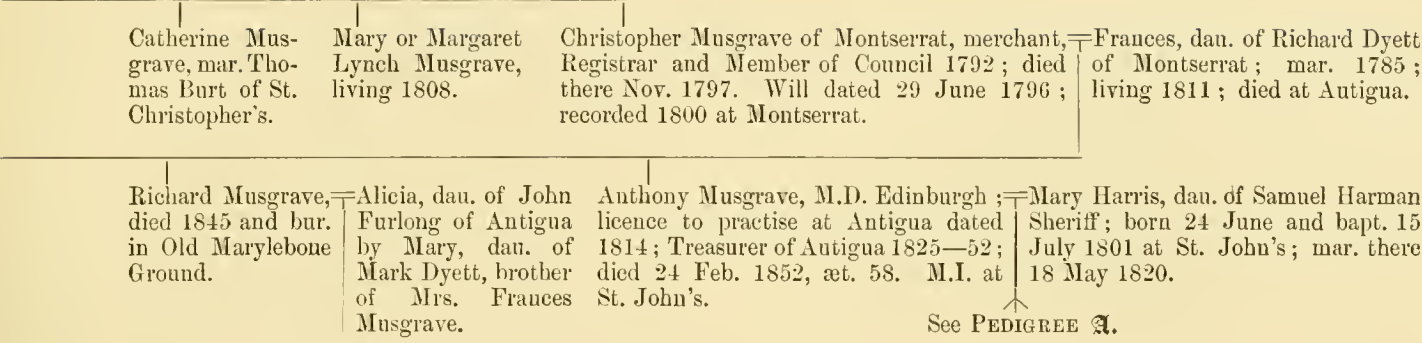 Catherine Mus-
grave, mar. Tho-
mas Burt of St.
Christopher's.
Mary or Margaret
Lynch Musgrave,
living 1808.
Christopher Musgrave of Montserrat, merchant,
Registrar and Member of Council 1792 ; died
there Nov. 1797. Will dated 29 June 1796 ;
recorded 1800 at Montserrat.
Frances, dau. of Richard Dyett
of Montserrat ; mar. 1785 ;
living 1811 ; died at Antigua.
Richard Musgrave,
died 1845 and bur.
in Old Marylebone
Ground.
Alicia, dau. of John
Furlong of Antigua
by Mary, dau. of
Mark Dyett, brother
of Mrs. Frances
Musgrave.
Anthony Musgrave, M.D. Edinburgh ;
licence to practise at Antigua dated
1814 ; Treasurer of Antigua 1825—52 ;
died 24 Feb. 1852, æt. 58. M.I. at
St. John's.
Mary Harris, dau. of Samuel Harman
Sheriff ; born 24 June and bapt. 15
July 1801 at St. John's ; mar. there
18 May 1820.
See PEDIGREE 𝕬.